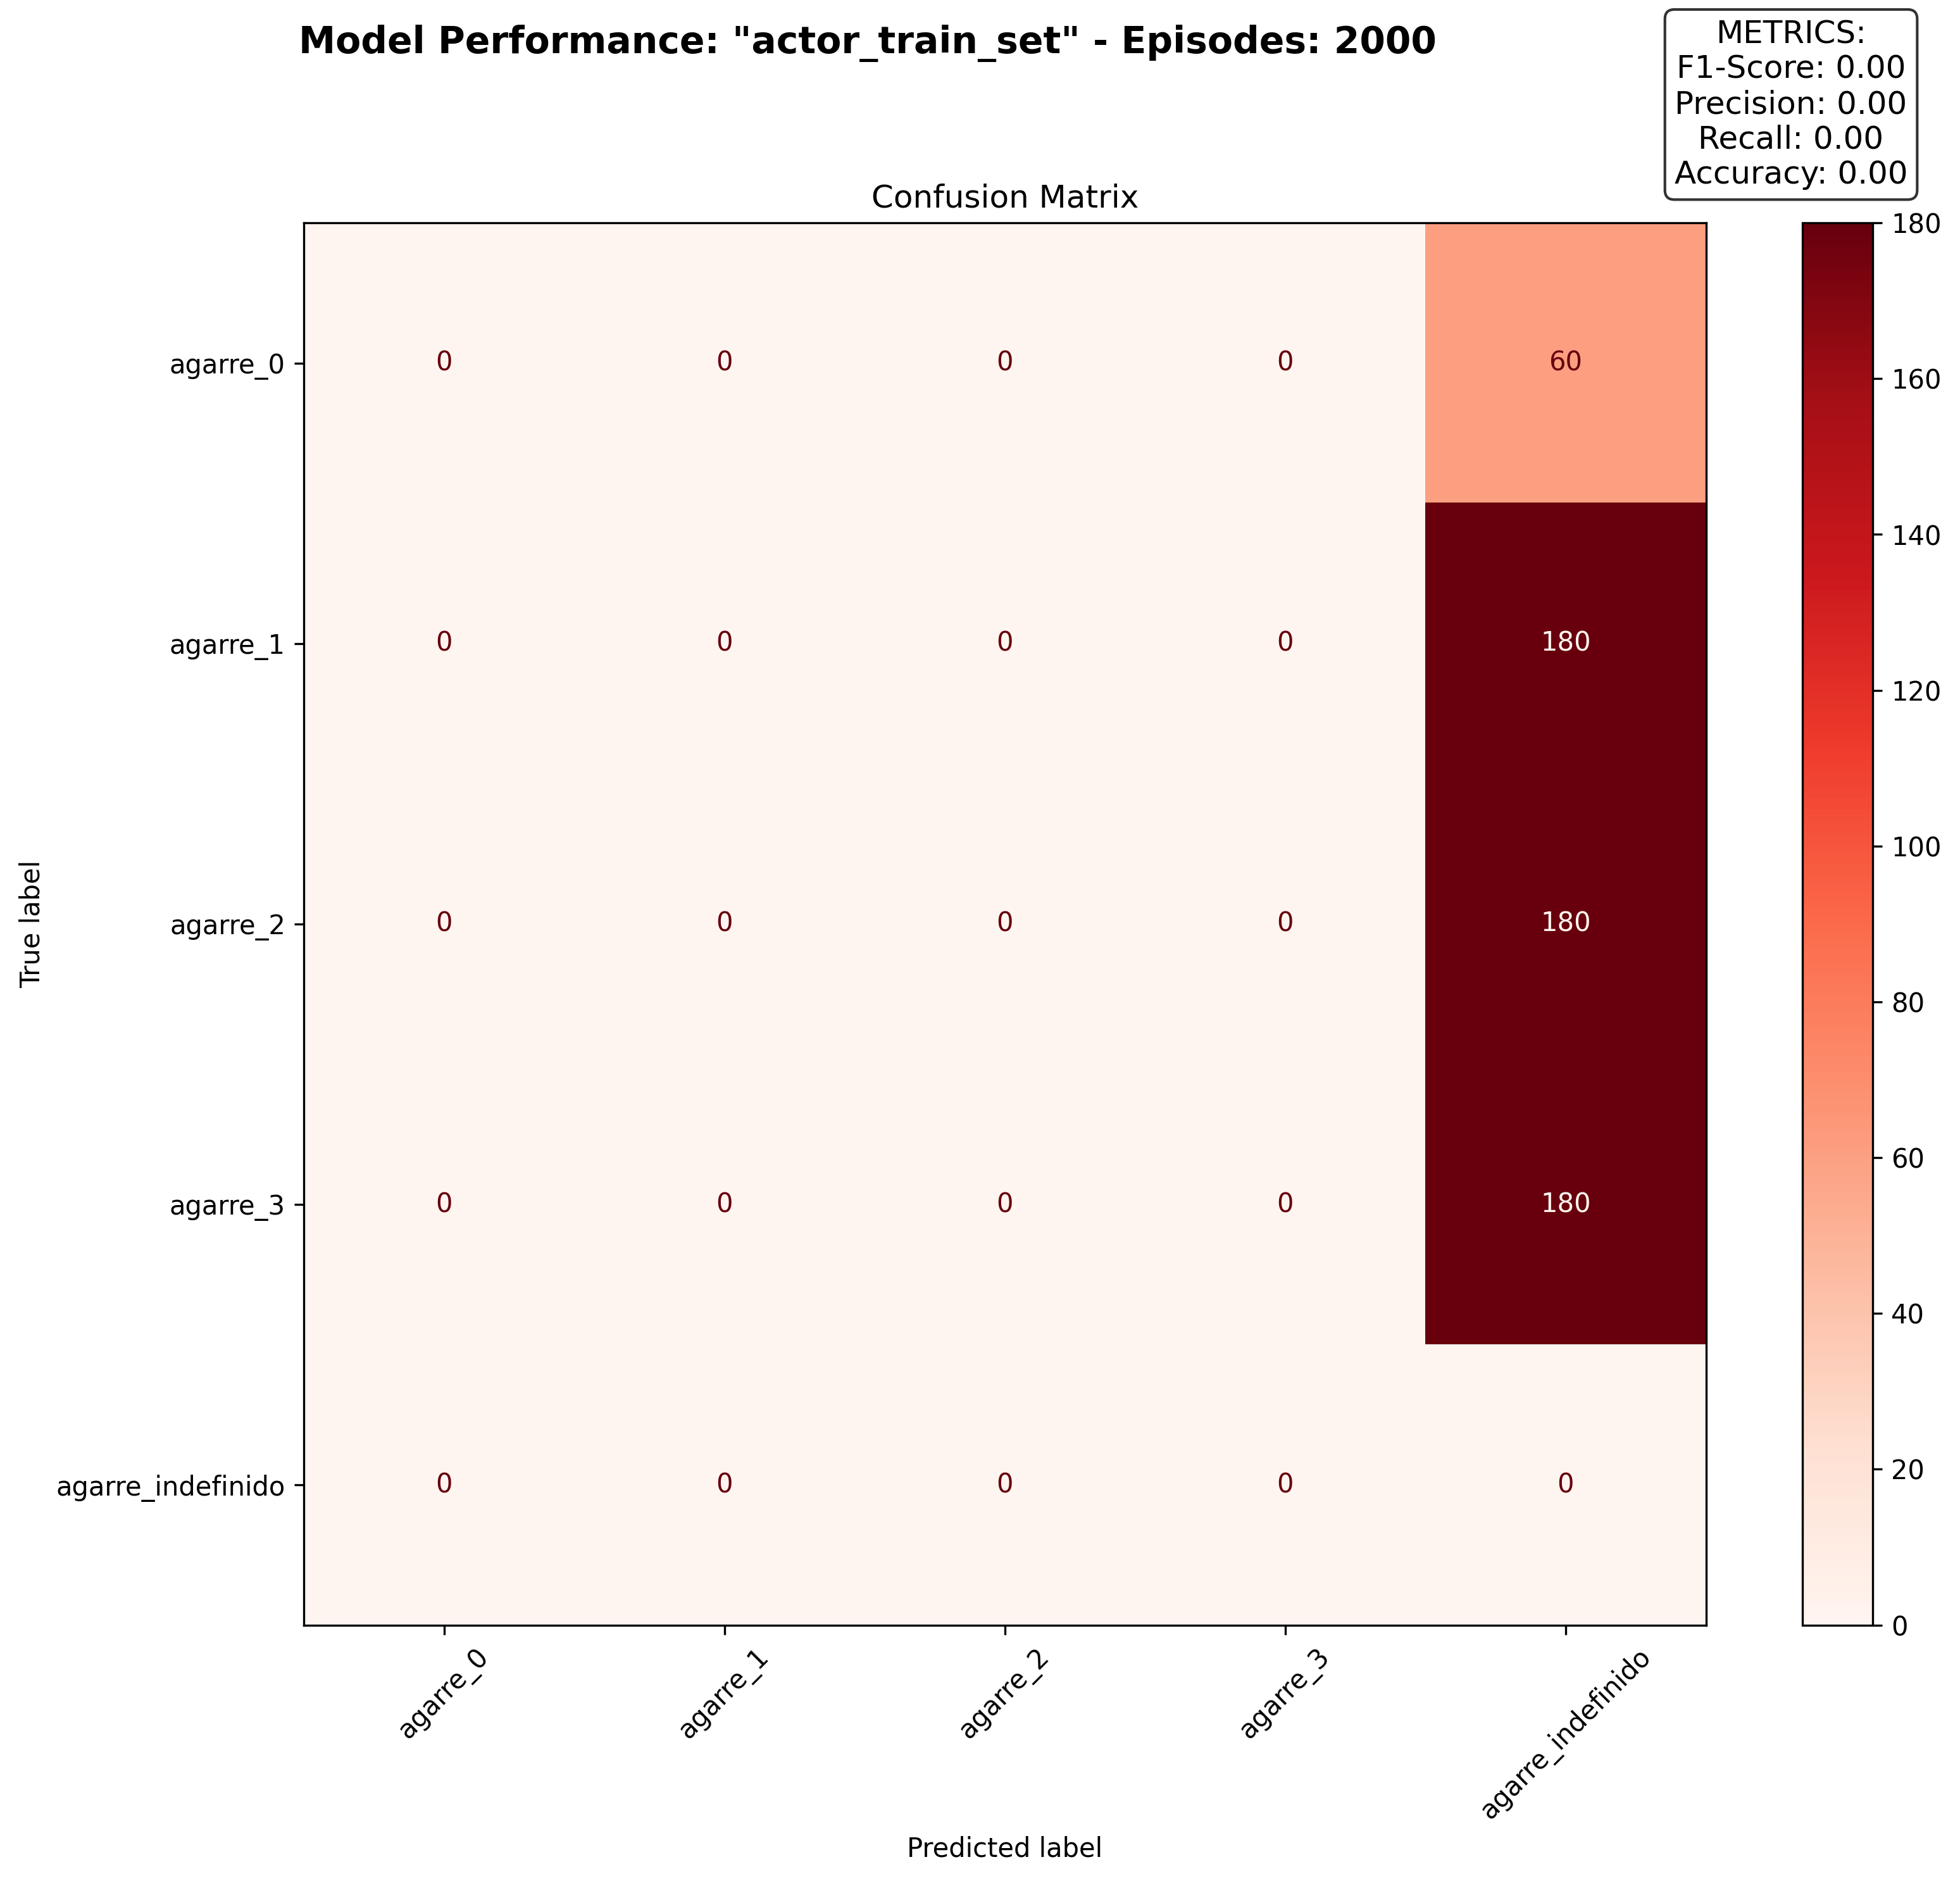 Model Performance: "actor_train_set" - Episodes: 2000
METRICS:
F1-Score: 0.00
Precision: 0.00
Recall: 0.00
Accuracy: 0.00
Confusion Matrix
True label
agarre_0 0 0 0 0 60
agarre_1 0 0 0 0 180
agarre_2 0 0 0 0 180
agarre_3 0 0 0 0 180
agarre_indefinido 0 0 0 0 0
agarre_0 agarre_1 agarre_2 agarre_3 agarre_indefinido
Predicted label
180
160
140
120
100
80
60
40
20
0